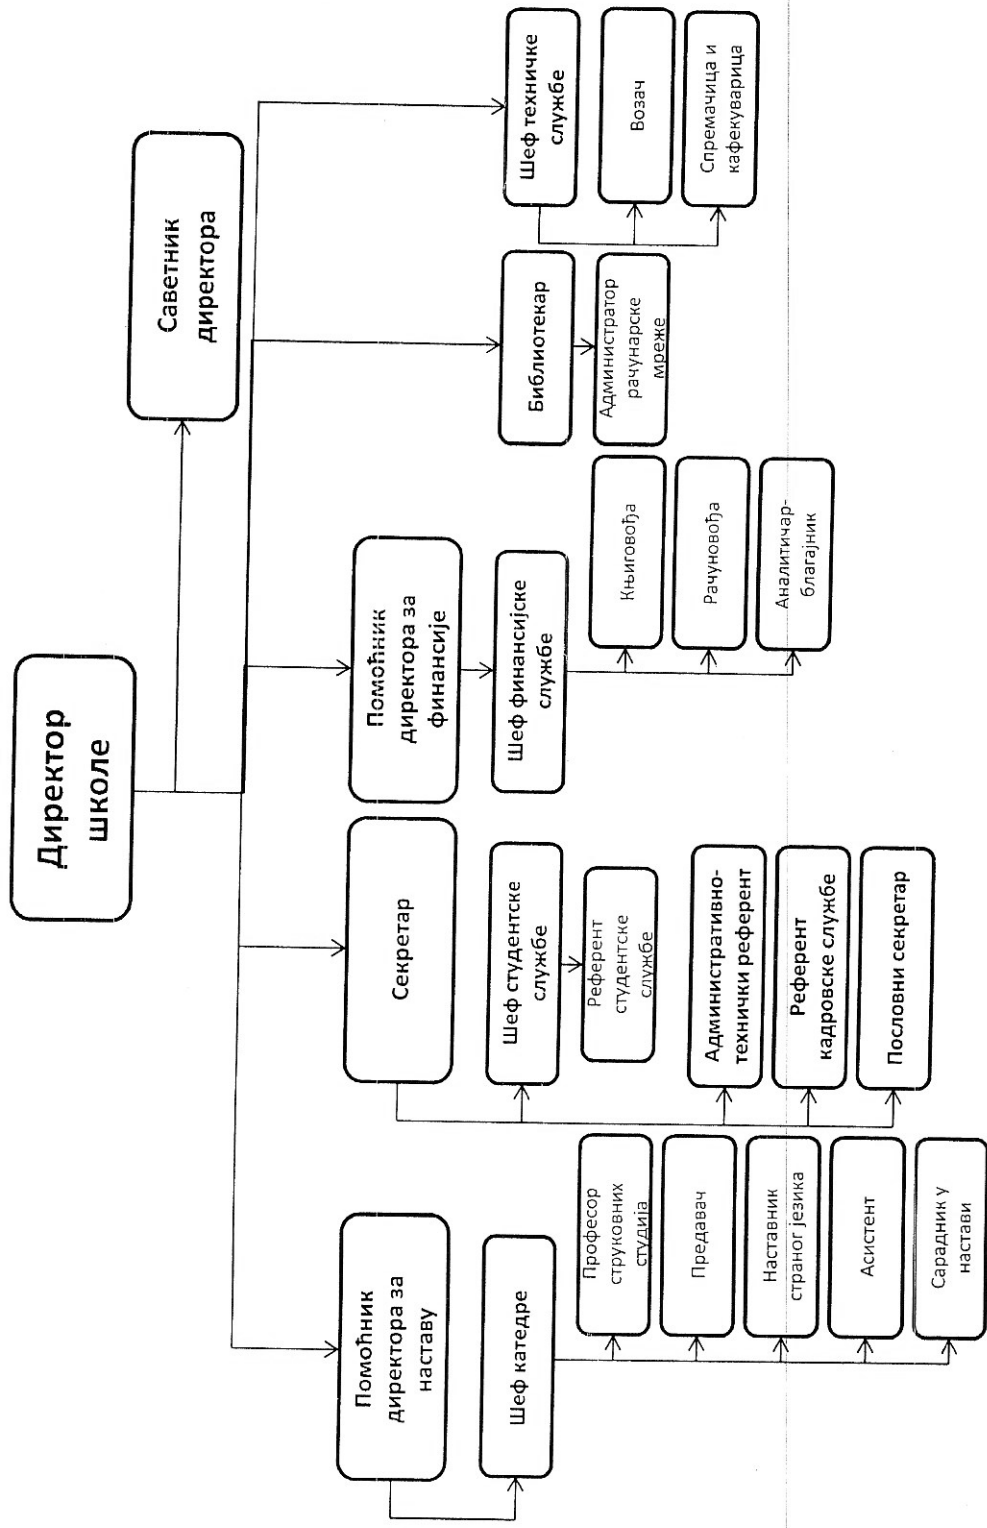 Директор
школе
Саветник
директора
Помоћник
директора за
наставу
Секретар
Помоћник
директора за
финансије
Библиотекар
Шеф техничке
службе
Шеф катедре
Професор
струковних
студија
Предавач
Наставник
страног језика
Асистент
Сарадник у
настави
Шеф студентске
службе
Референт
студентске
службе
Административно-
технички референт
Референт
кадровске службе
Пословни секретар
Шеф финансијске
службе
Књиговођа
Рачуновођа
Аналитичар-
благајник
Администратор
рачунарске
мреже
Возач
Спремачица и
кафекуварица